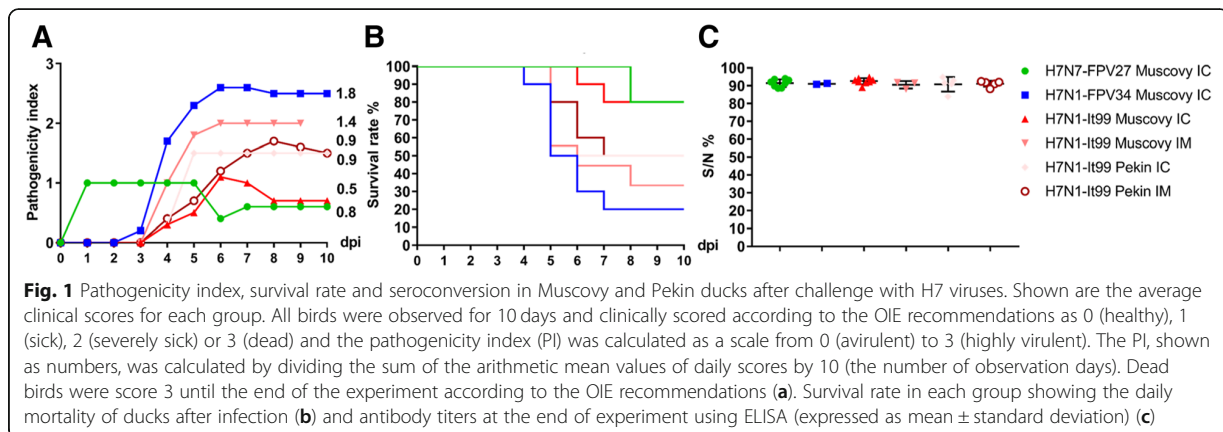 A
B
C
Pathogenicity index
3
2
1
0
0 1 2 3 4 5 6 7 8 9 10
dpi
1.8
1.4
0.9
0.9
0.5
0.8
Survival rate %
100
90
80
70
60
50
40
30
20
10
0
0 1 2 3 4 5 6 7 8 9 10
dpi
S/N %
100
90
80
70
60
50
40
30
20
10
0
H7N7-FPV27 Muscovy IC
H7N1-FPV34 Muscovy IC
H7N1-It99 Muscovy IC
H7N1-It99 Muscovy IM
H7N1-It99 Pekin IC
H7N1-It99 Pekin IM
Fig. 1 Pathogenicity index, survival rate and seroconversion in Muscovy and Pekin ducks after challenge with H7 viruses. Shown are the average
clinical scores for each group. All birds were observed for 10 days and clinically scored according to the OIE recommendations as 0 (healthy), 1
(sick), 2 (severely sick) or 3 (dead) and the pathogenicity index (PI) was calculated as a scale from 0 (avirulent) to 3 (highly virulent). The PI, shown
as numbers, was calculated by dividing the sum of the arithmetic mean values of daily scores by 10 (the number of observation days). Dead
birds were score 3 until the end of the experiment according to the OIE recommendations (a). Survival rate in each group showing the daily
mortality of ducks after infection (b) and antibody titers at the end of experiment using ELISA (expressed as mean ± standard deviation) (c)